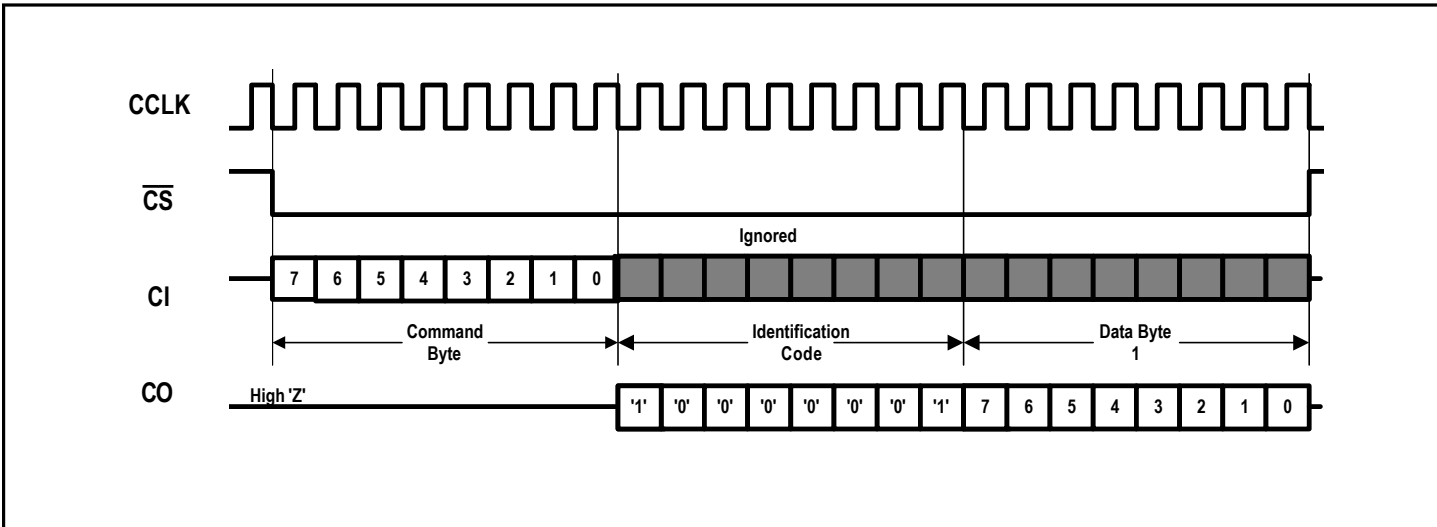 CCLK
CS
Ignored
CI
7 6 5 4 3 2 1 0
Command
Byte
Identification
Code
Data Byte
1
CO
High 'Z'
'1' '0' '0' '0' '0' '0' '0' '1' 7 6 5 4 3 2 1 0